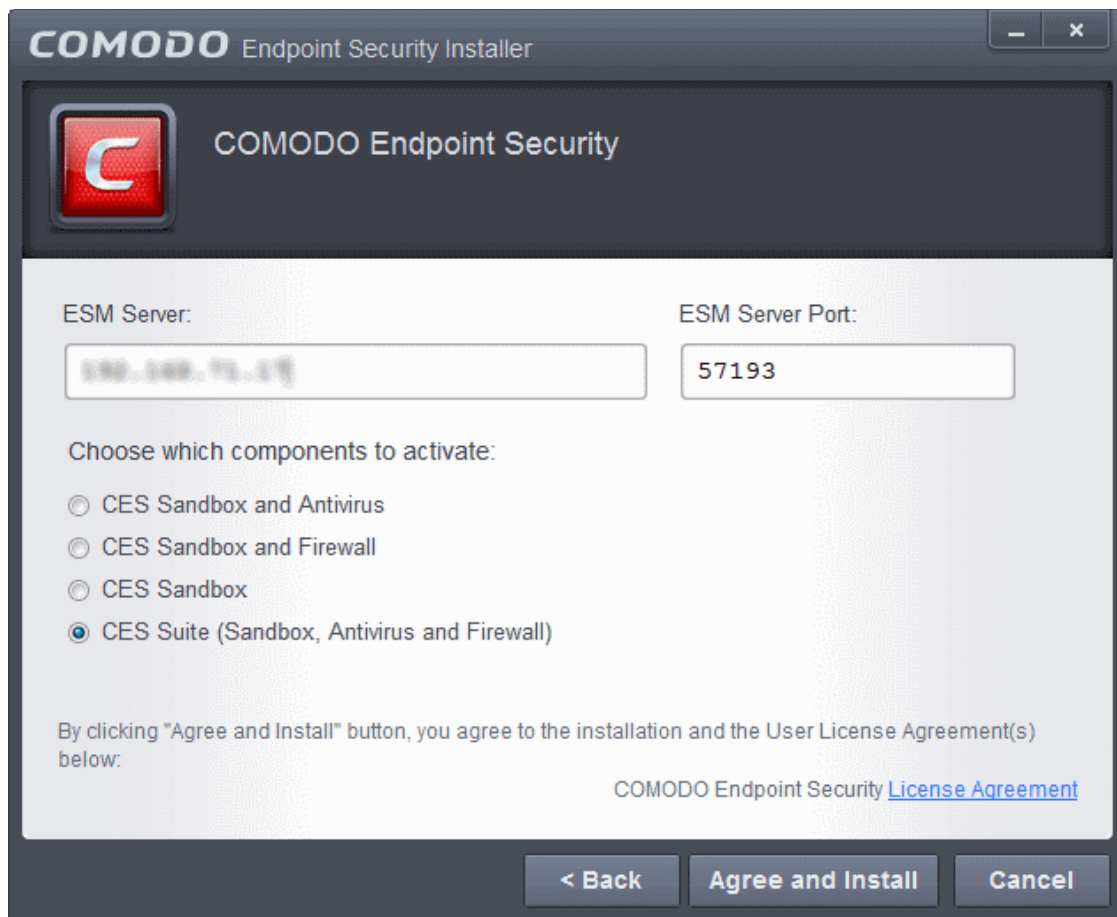 COMODO Endpoint Security Installer
COMODO Endpoint Security
ESM Server:
ESM Server Port:
57193
Choose which components to activate:
CES Sandbox and Antivirus
CES Sandbox and Firewall
CES Sandbox
CES Suite (Sandbox, Antivirus and Firewall)
By clicking "Agree and Install" button, you agree to the installation and the User License Agreement(s)
below:
COMODO Endpoint Security License Agreement
< Back
Agree and Install
Cancel